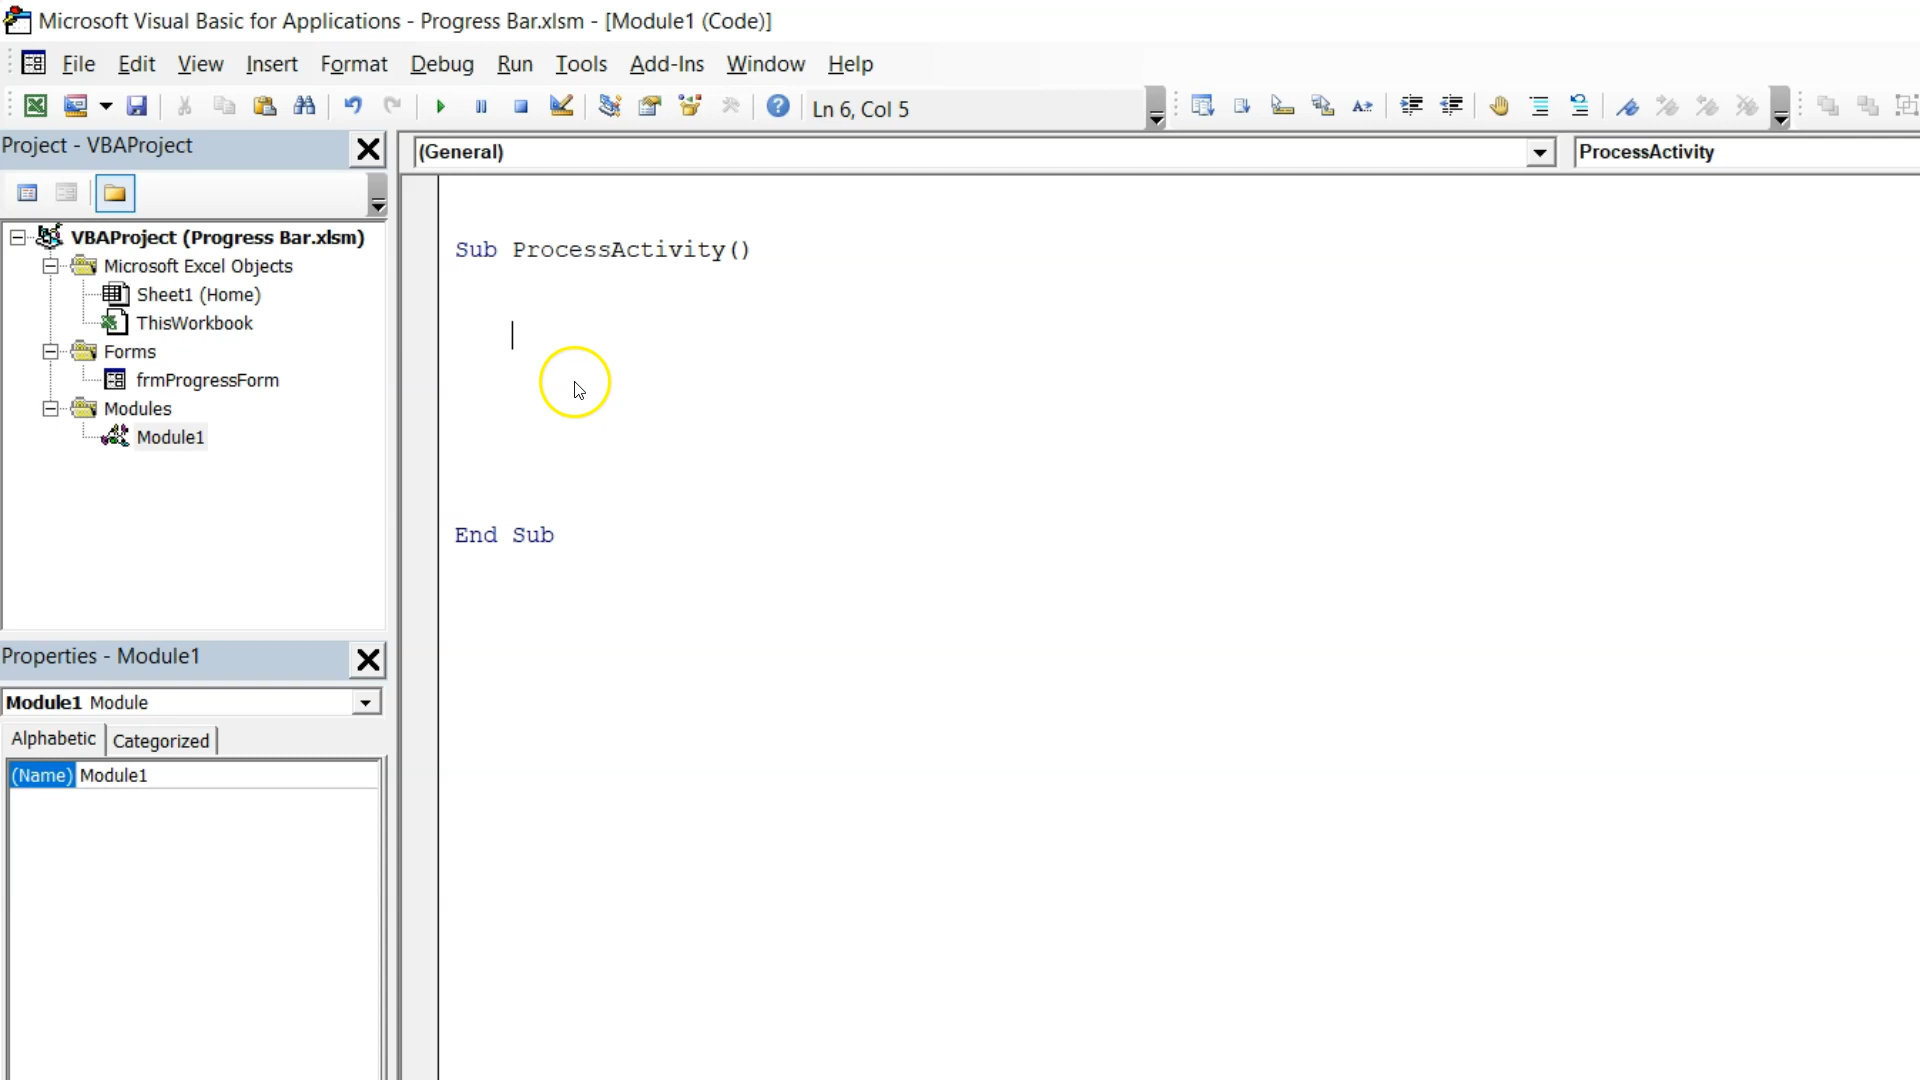 Microsoft Visual Basic for Applications - Progress Bar.xlsm - [Module1 (Code)]
File Edit View Insert Format Debug Run Tools Add-Ins Window Help
Ln 6, Col 5
Project - VBAProject
(General)
ProcessActivity
VBAProject (Progress Bar.xlsm)
Microsoft Excel Objects
Sheet1 (Home)
ThisWorkbook
Forms
frmProgressForm
Modules
Module1
Sub ProcessActivity()
End Sub
Properties - Module1
Module1 Module
Alphabetic Categorized
(Name) Module1